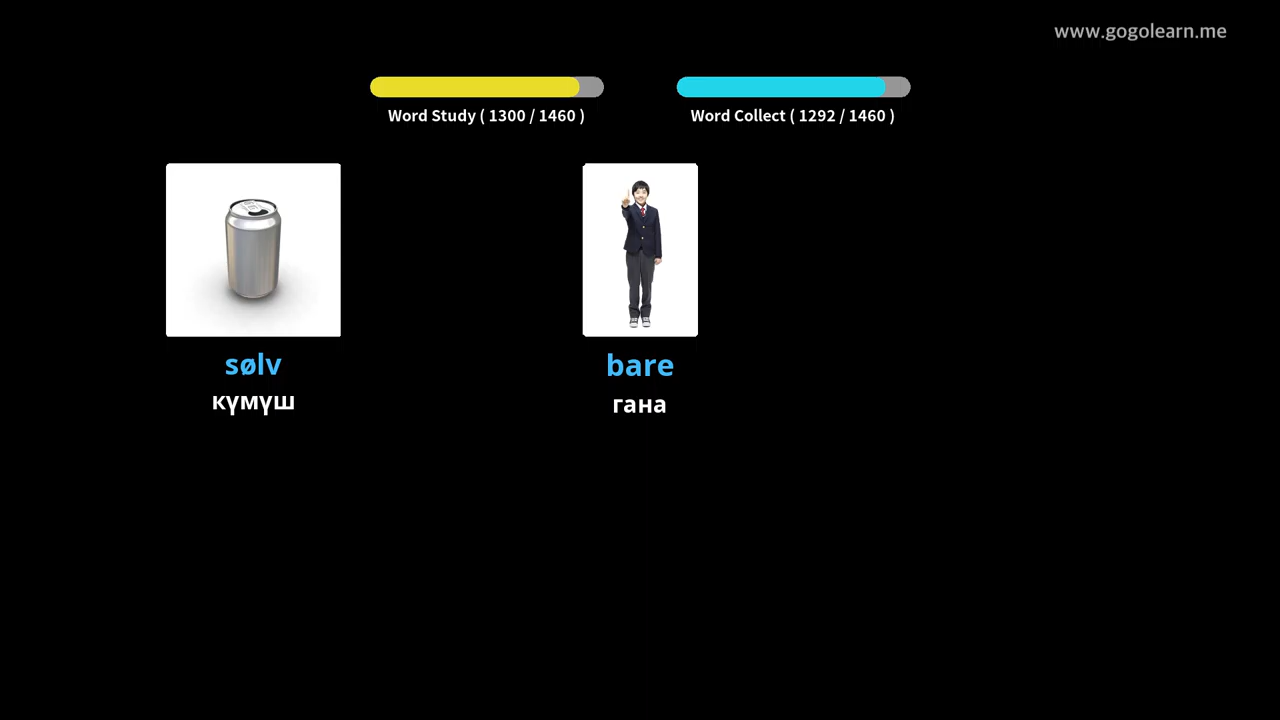 www.gogolearn.me
Word Study ( 1300 / 1460 )
Word Collect ( 1292 / 1460 )
sølv
күмүш
bare
гана